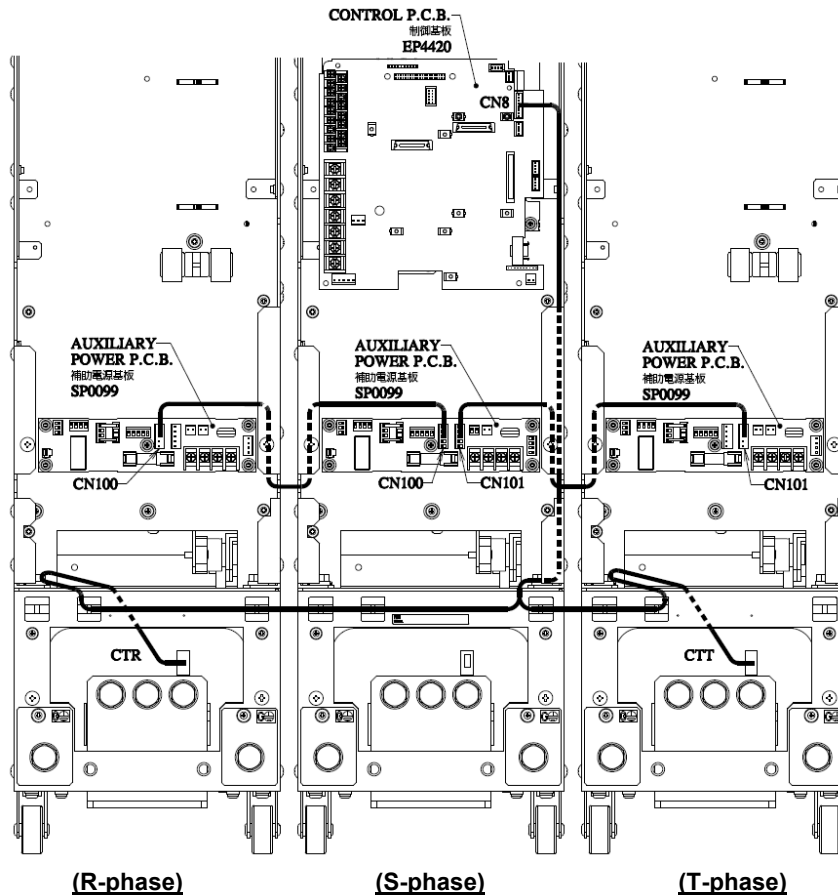 CONTROL P.C.B.
制御基板
EP4420
CN8
AUXILIARY
POWER P.C.B.
補助電源基板
SP0099
AUXILIARY
POWER P.C.B.
補助電源基板
SP0099
AUXILIARY
POWER P.C.B.
補助電源基板
SP0099
CN100
CN100
CN101
CN101
CTR
CTT
(R-phase)
(S-phase)
(T-phase)